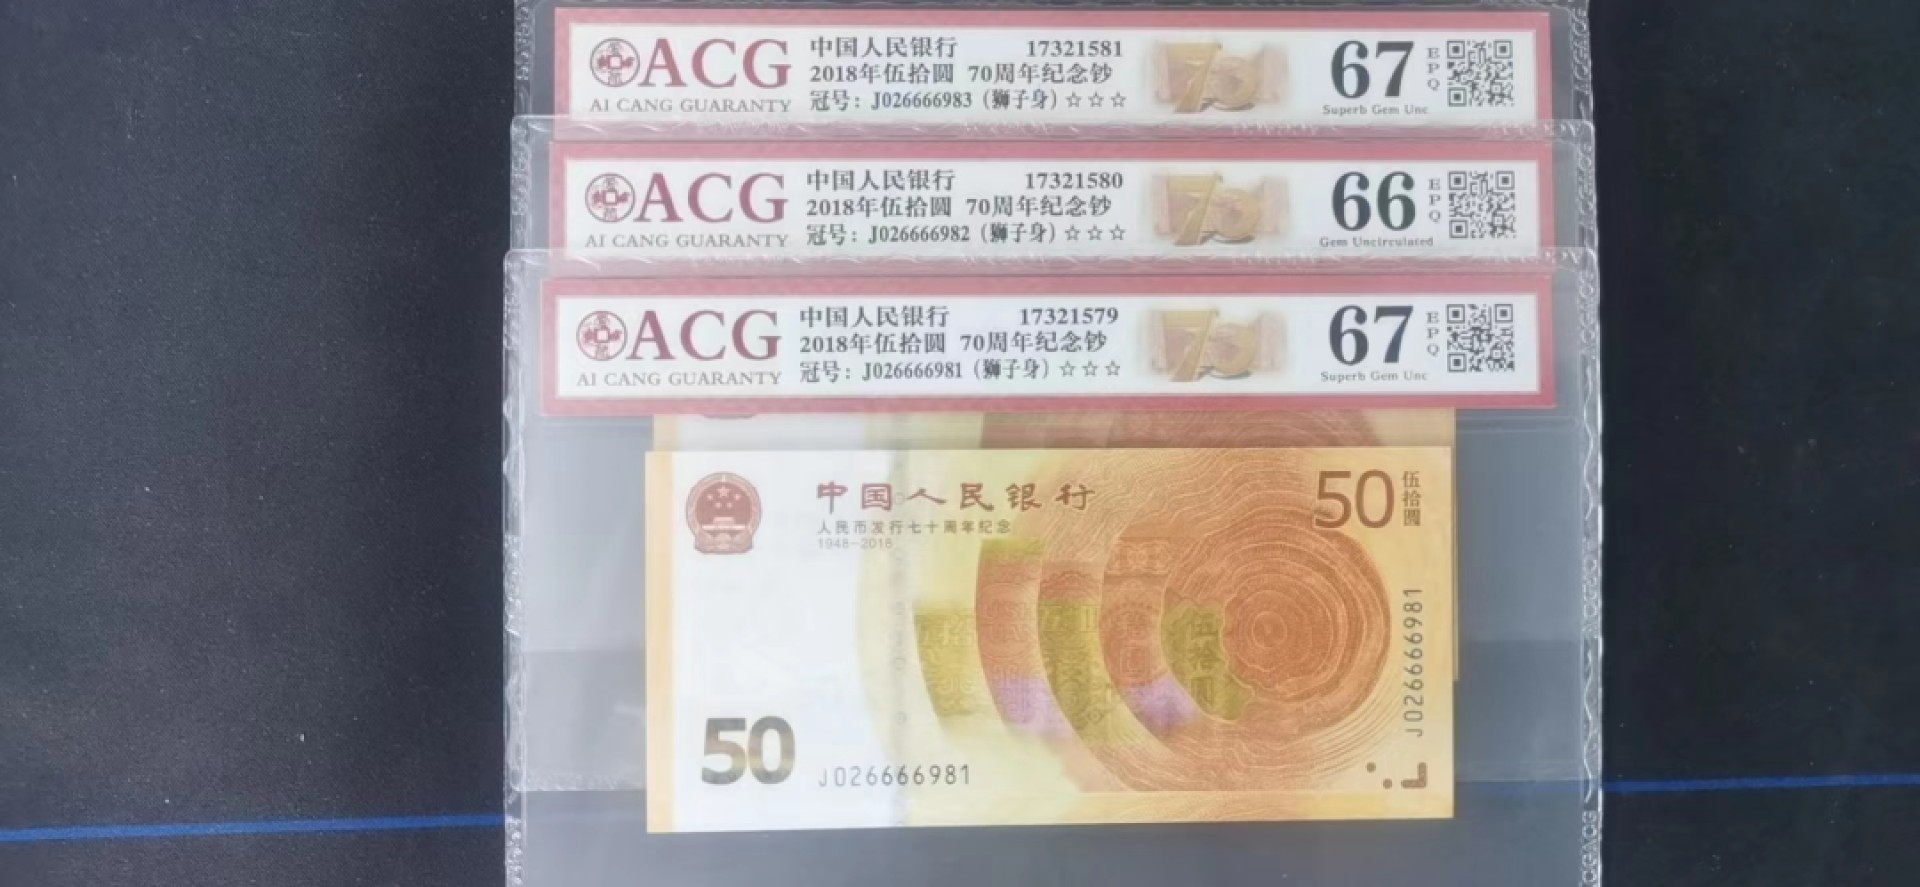 ACG
AI CANG GUARANTY
中国人民银行 17321581
2018年伍拾圆 70周年纪念钞
冠号: J026666983 (狮子身) ☆☆☆
70
67
EPQ
Superb Gem Unc
ACG
AI CANG GUARANTY
中国人民银行 17321580
2018年伍拾圆 70周年纪念钞
冠号: J026666982 (狮子身) ☆☆☆
70
66
EPQ
Gem Uncirculated
ACG
AI CANG GUARANTY
中国人民银行 17321579
2018年伍拾圆 70周年纪念钞
冠号: J026666981 (狮子身) ☆☆☆
70
67
EPQ
Superb Gem Unc
中国人民银行
人民币发行七十周年纪念
1948-2018
50
伍拾圆
伍拾圆
J026666981
50
J026666981